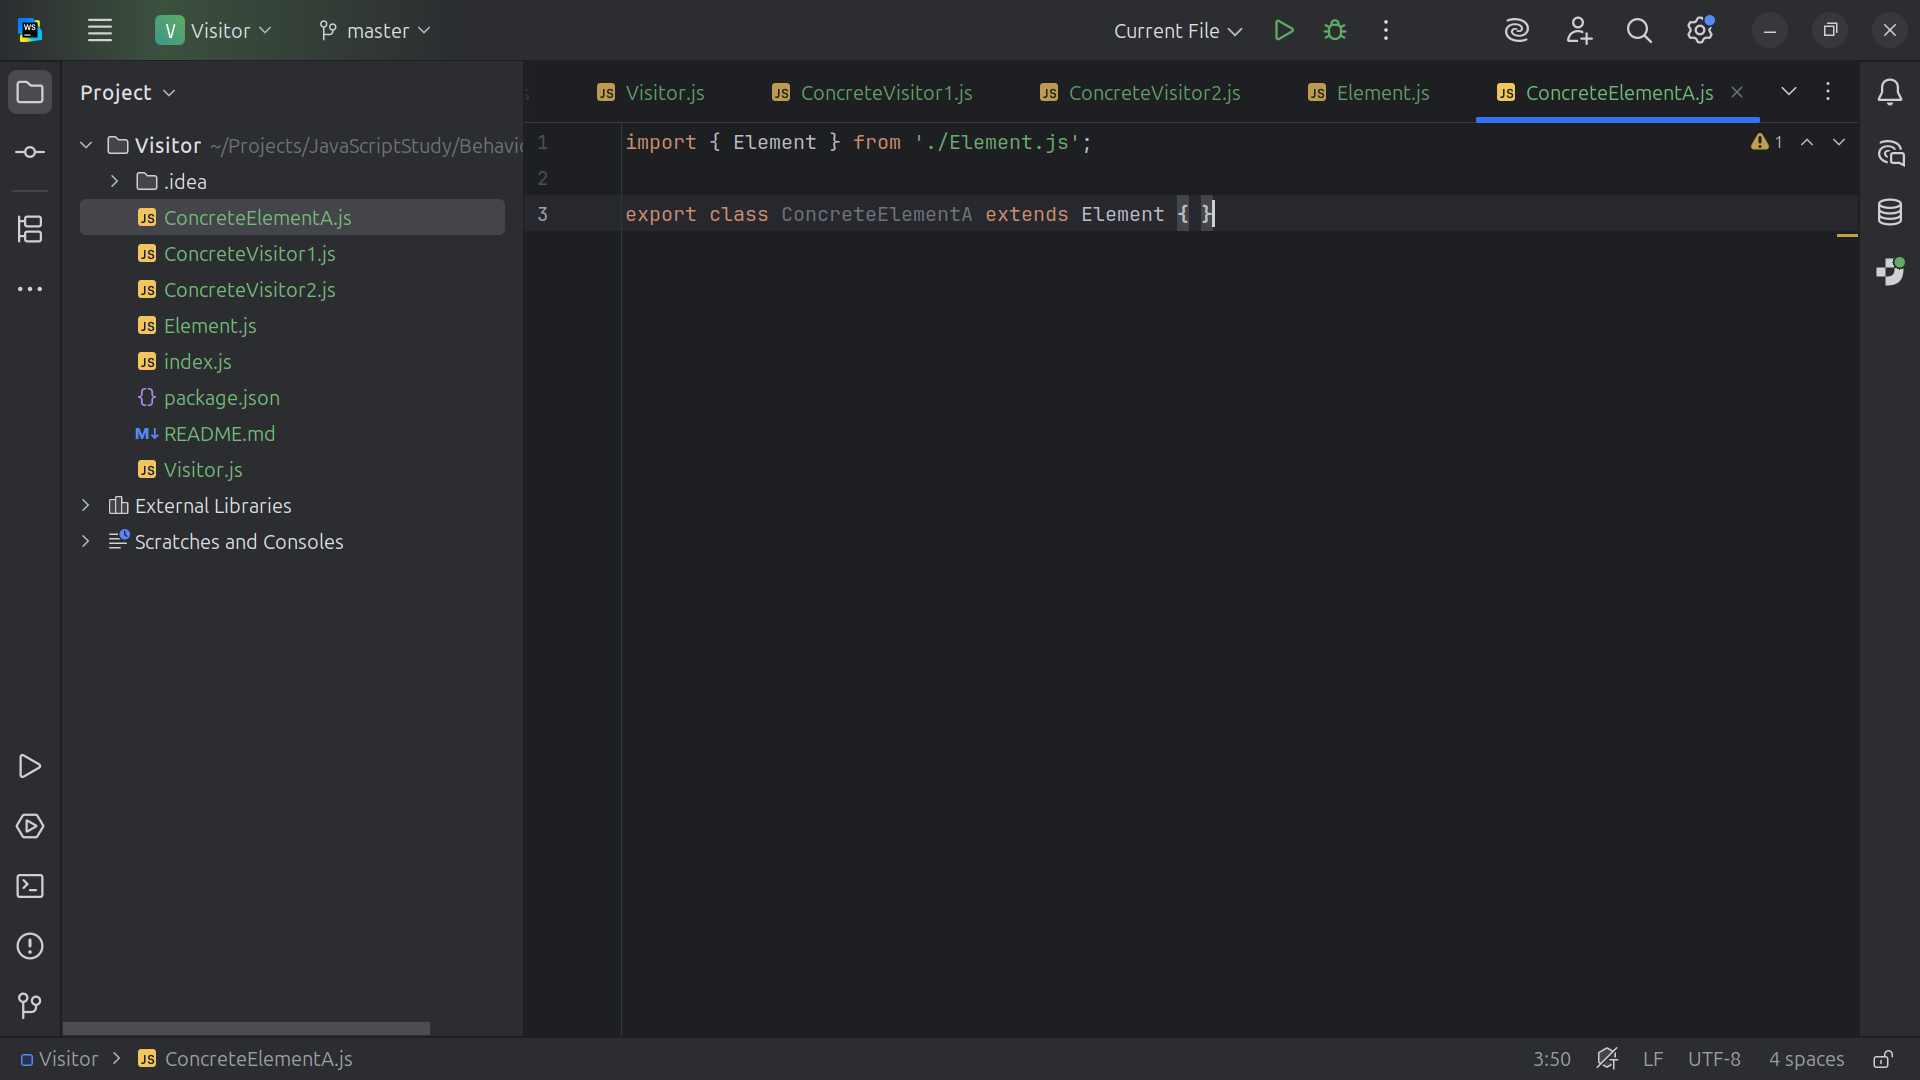 WS
V Visitor
master
Current File
Project
Visitor.js
ConcreteVisitor1.js
ConcreteVisitor2.js
Element.js
ConcreteElementA.js
Visitor ~/Projects/JavaScriptStudy/Behavio
.idea
ConcreteElementA.js
ConcreteVisitor1.js
ConcreteVisitor2.js
Element.js
index.js
package.json
README.md
Visitor.js
External Libraries
Scratches and Consoles
1 import { Element } from './Element.js';
2
3 export class ConcreteElementA extends Element { }
1
Visitor
ConcreteElementA.js
3:50
LF
UTF-8
4 spaces